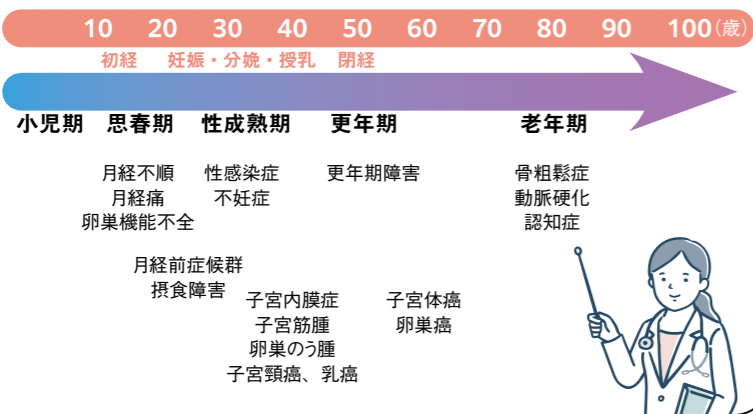 10 20 30 40 50 60 70 80 90 100(歳)
初経 妊娠・分娩・授乳 閉経
小児期 思春期 性成熟期 更年期 老年期
月経不順 性感染症 更年期障害 骨粗鬆症
月経痛 不妊症 動脈硬化
卵巣機能不全 認知症
月経前症候群
摂食障害
子宮内膜症 子宮体癌
子宮筋腫 卵巣癌
卵巣のう腫
子宮頸癌、乳癌